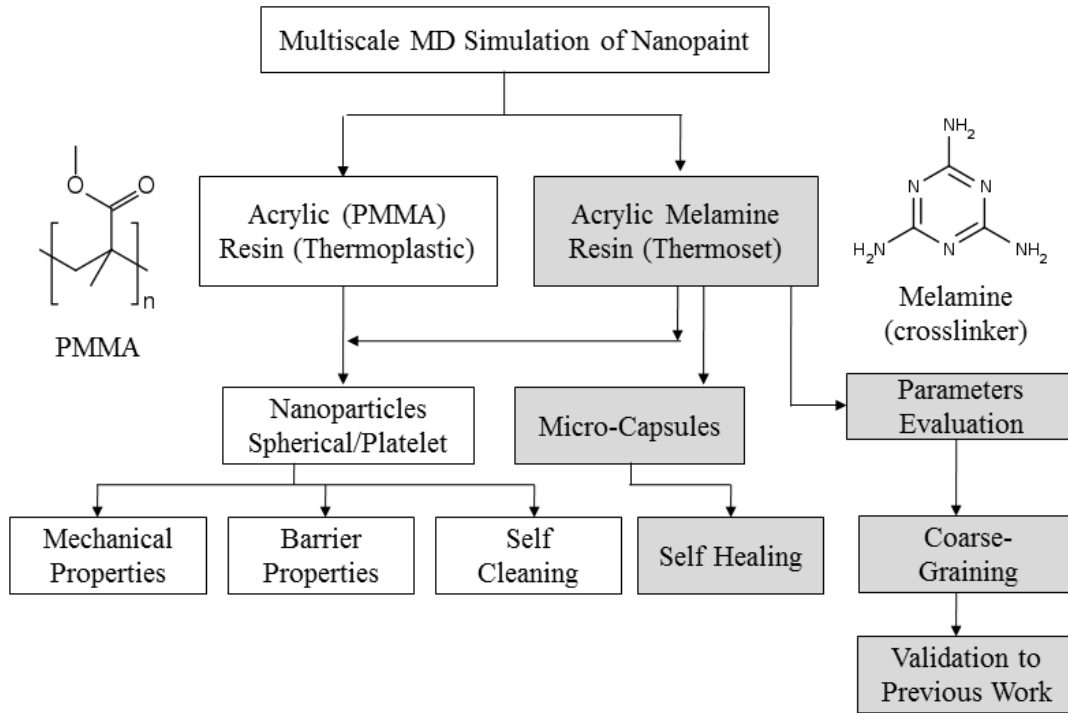 Multiscale MD Simulation of Nanopaint
O
O
n
PMMA
Acrylic (PMMA)
Resin (Thermoplastic)
Acrylic Melamine
Resin (Thermoset)
NH₂
N
N
N
H₂N
NH₂
Melamine
(crosslinker)
Nanoparticles
Spherical/Platelet
Micro-Capsules
Parameters
Evaluation
Mechanical
Properties
Barrier
Properties
Self
Cleaning
Self Healing
Coarse-
Graining
Validation to
Previous Work